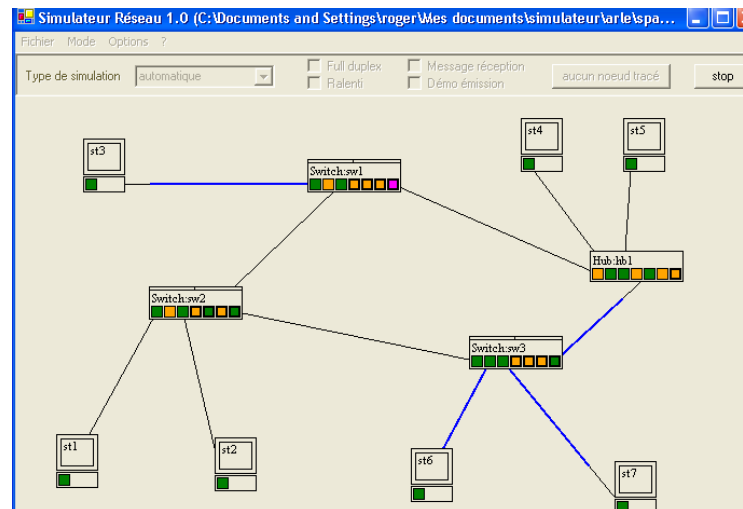 Simulateur Réseau 1.0 (C:\Documents and Settings\roger\Mes documents\simulateur\arle\spa...
Fichier Mode Options ?
Type de simulation automatique Full duplex Message réception aucun noeud tracé stop
Ralenti Démo émission
st4 st5
st3
Switch:sw1
Hub:hb1
Switch:sw2
Switch:sw3
st1 st2
st6 st7